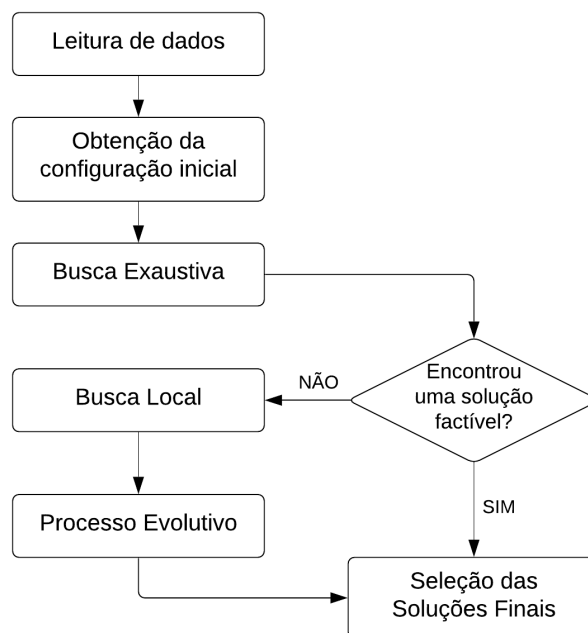 Leitura de dados
Obtenção da
configuração inicial
Busca Exaustiva
Encontrou
uma solução
factível?
NÃO
Busca Local
SIM
Processo Evolutivo
Seleção das
Soluções Finais